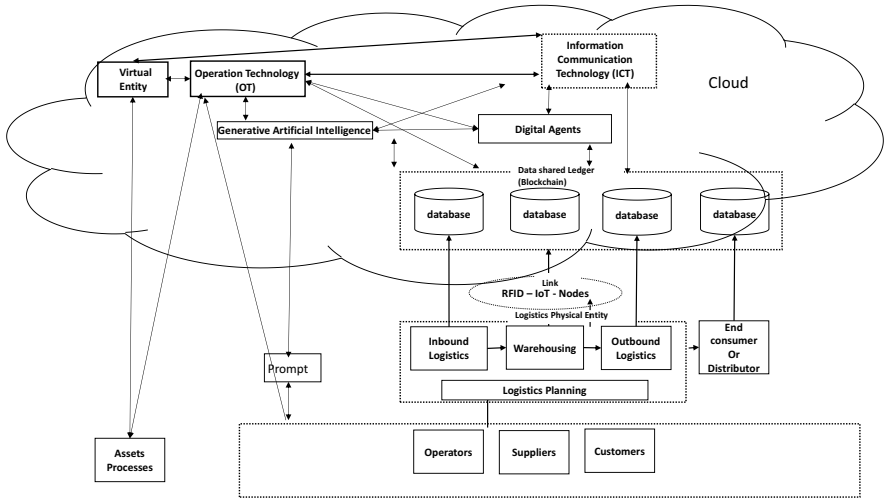 Information
Communication
Technology (ICT)
Cloud
Virtual
Entity
Operation Technology
(OT)
Generative Artificial Intelligence
Digital Agents
Data shared Ledger
(Blockchain)
database
database
database
database
Link
RFID – IoT - Nodes
Logistics Physical Entity
Inbound
Logistics
Warehousing
Outbound
Logistics
End
consumer
Or
Distributor
Prompt
Logistics Planning
Assets
Processes
Operators
Suppliers
Customers